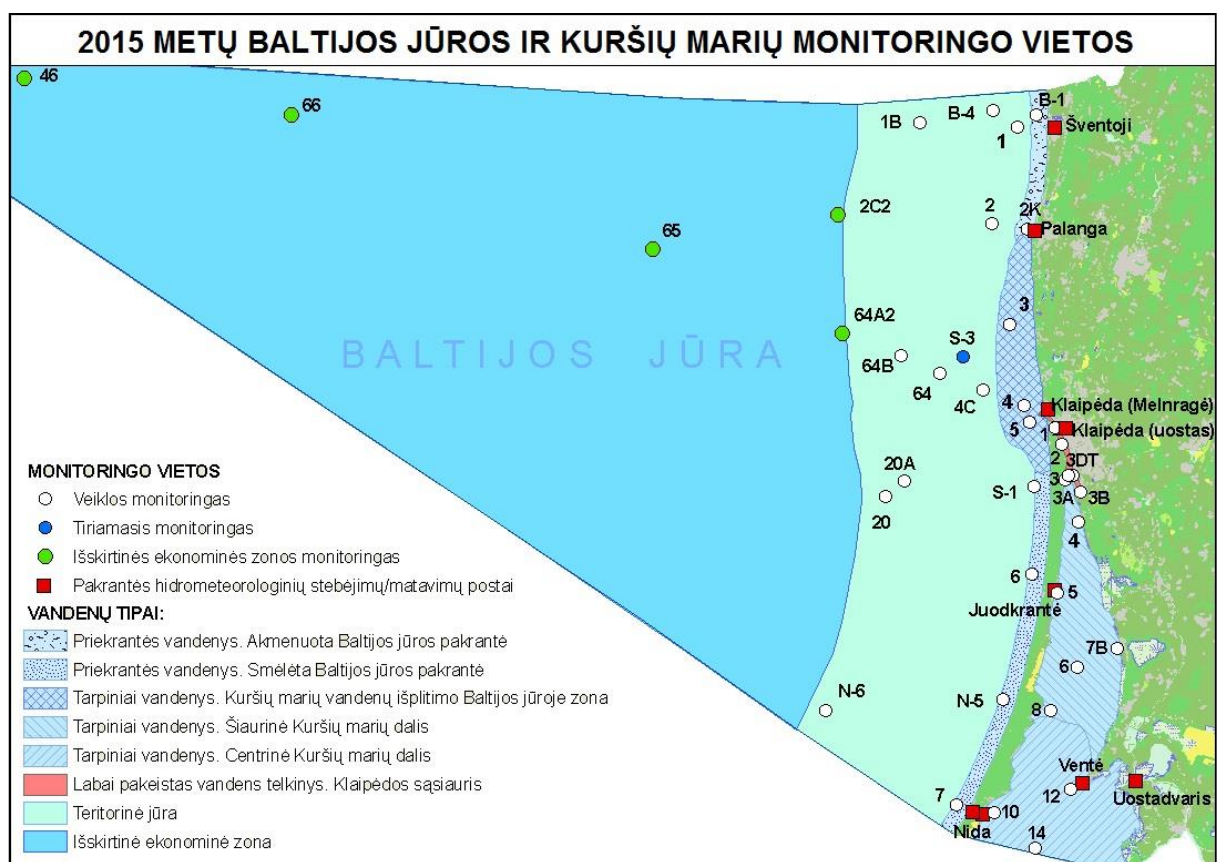 2015 METŲ BALTIJOS JŪROS IR KURŠIŲ MARIŲ MONITORINGO VIETOS
46
66
B-1
B-4
1B
1
Šventoji
2C2
2
2K
Palanga
65
3
64A2
S-3
BALTIJOS JŪRA
64B
64
4C
4
Klaipėda (Melnragė)
5
1
Klaipėda (uostas)
2
3DT
20A
3
S-1
3A
3B
20
4
6
5
Juodkrantė
7B
6
N-6
N-5
8
Ventė
12
Uostadvaris
7
10
Nida
14
MONITORINGO VIETOS
Veiklos monitoringas
Tiriamasis monitoringas
Išskirtinės ekonominės zonos monitoringas
Pakrantės hidrometeorologinių stebėjimų/matavimų postai
VANDENŲ TIPAI:
Priekrantės vandenys. Akmenuota Baltijos jūros pakrantė
Priekrantės vandenys. Smėlėta Baltijos jūros pakrantė
Tarpiniai vandenys. Kuršių marių vandenų išplitimo Baltijos jūroje zona
Tarpiniai vandenys. Šiaurinė Kuršių marių dalis
Tarpiniai vandenys. Centrinė Kuršių marių dalis
Labai pakeistas vandens telkinys. Klaipėdos sąsiauris
Teritorinė jūra
Išskirtinė ekonominė zona